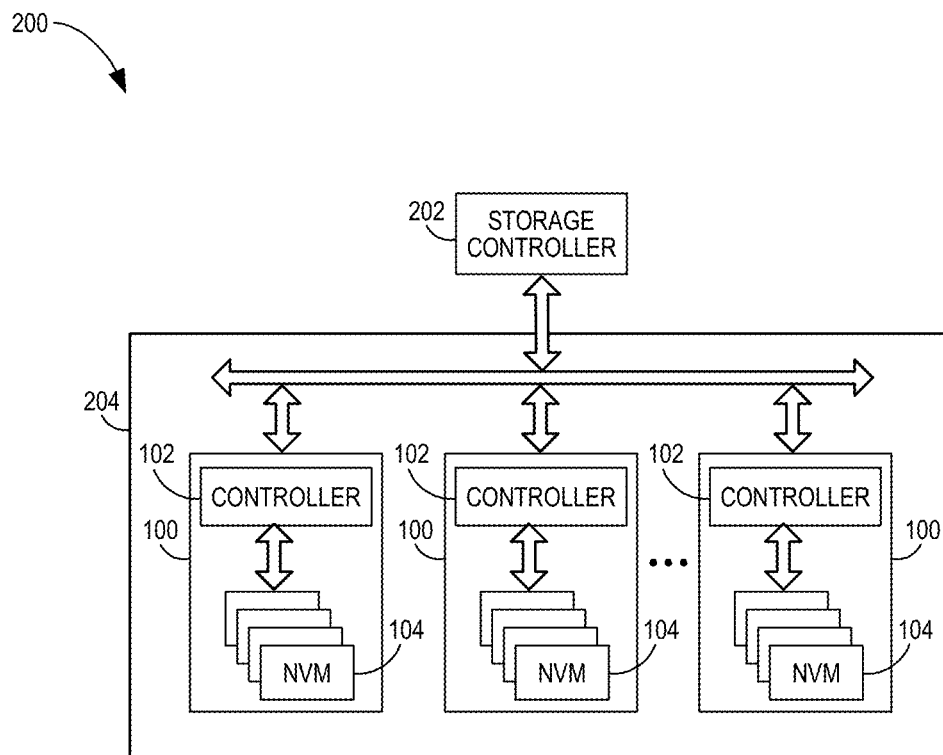 200
202
STORAGE
CONTROLLER
204
102
CONTROLLER
100
NVM
104
102
CONTROLLER
100
NVM
104
...
102
CONTROLLER
100
NVM
104